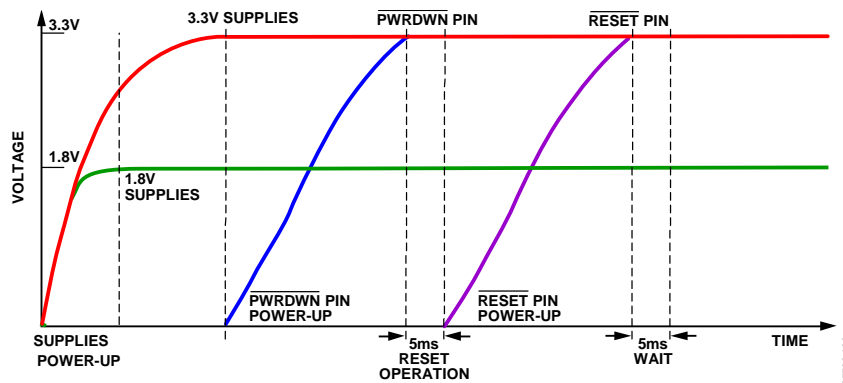 3.3V
3.3V SUPPLIES
PWRDWN PIN
RESET PIN
VOLTAGE
1.8V
1.8V
SUPPLIES
PWRDWN PIN
POWER-UP
RESET PIN
POWER-UP
SUPPLIES
POWER-UP
5ms
RESET
OPERATION
5ms
WAIT
TIME